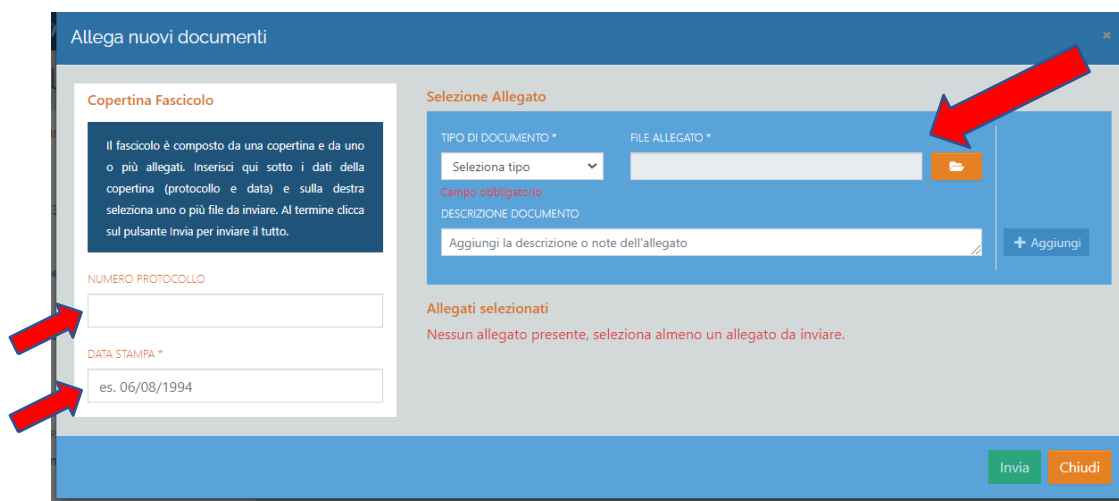 Allega nuovi documenti
×
Copertina Fascicolo
Il fascicolo è composto da una copertina e da uno
o più allegati. Inserisci qui sotto i dati della
copertina (protocollo e data) e sulla destra
seleziona uno o più file da inviare. Al termine clicca
sul pulsante Invia per inviare il tutto.
NUMERO PROTOCOLLO
DATA STAMPA *
es. 06/08/1994
Selezione Allegato
TIPO DI DOCUMENTO *
FILE ALLEGATO *
Seleziona tipo
Campo obbligatorio
DESCRIZIONE DOCUMENTO
Aggiungi la descrizione o note dell'allegato
+ Aggiungi
Allegati selezionati
Nessun allegato presente, seleziona almeno un allegato da inviare.
Invia
Chiudi